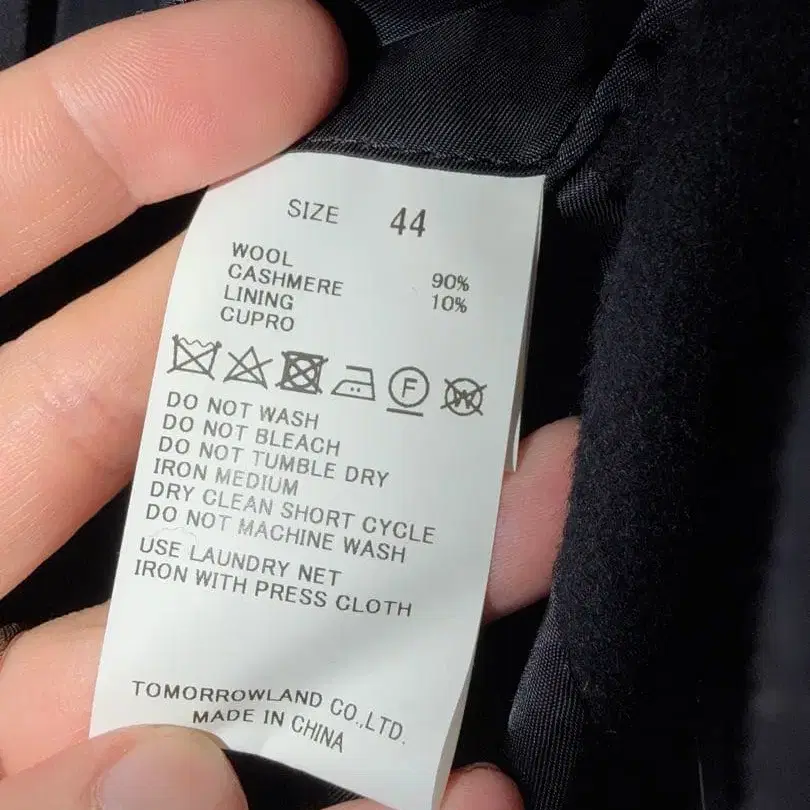 SIZE 44
WOOL 90%
CASHMERE 10%
LINING
CUPRO
F W
DO NOT WASH
DO NOT BLEACH
DO NOT TUMBLE DRY
IRON MEDIUM
DRY CLEAN SHORT CYCLE
DO NOT MACHINE WASH
USE LAUNDRY NET
IRON WITH PRESS CLOTH
TOMORROWLAND CO.,LTD.
MADE IN CHINA